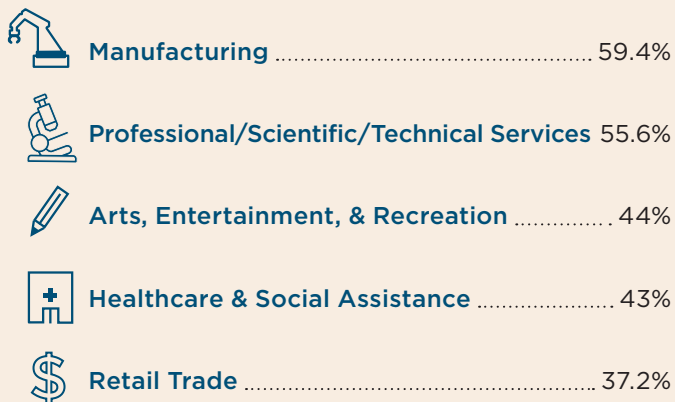 Manufacturing 59.4%
Professional/Scientific/Technical Services 55.6%
Arts, Entertainment, & Recreation 44%
Healthcare & Social Assistance 43%
$ Retail Trade 37.2%